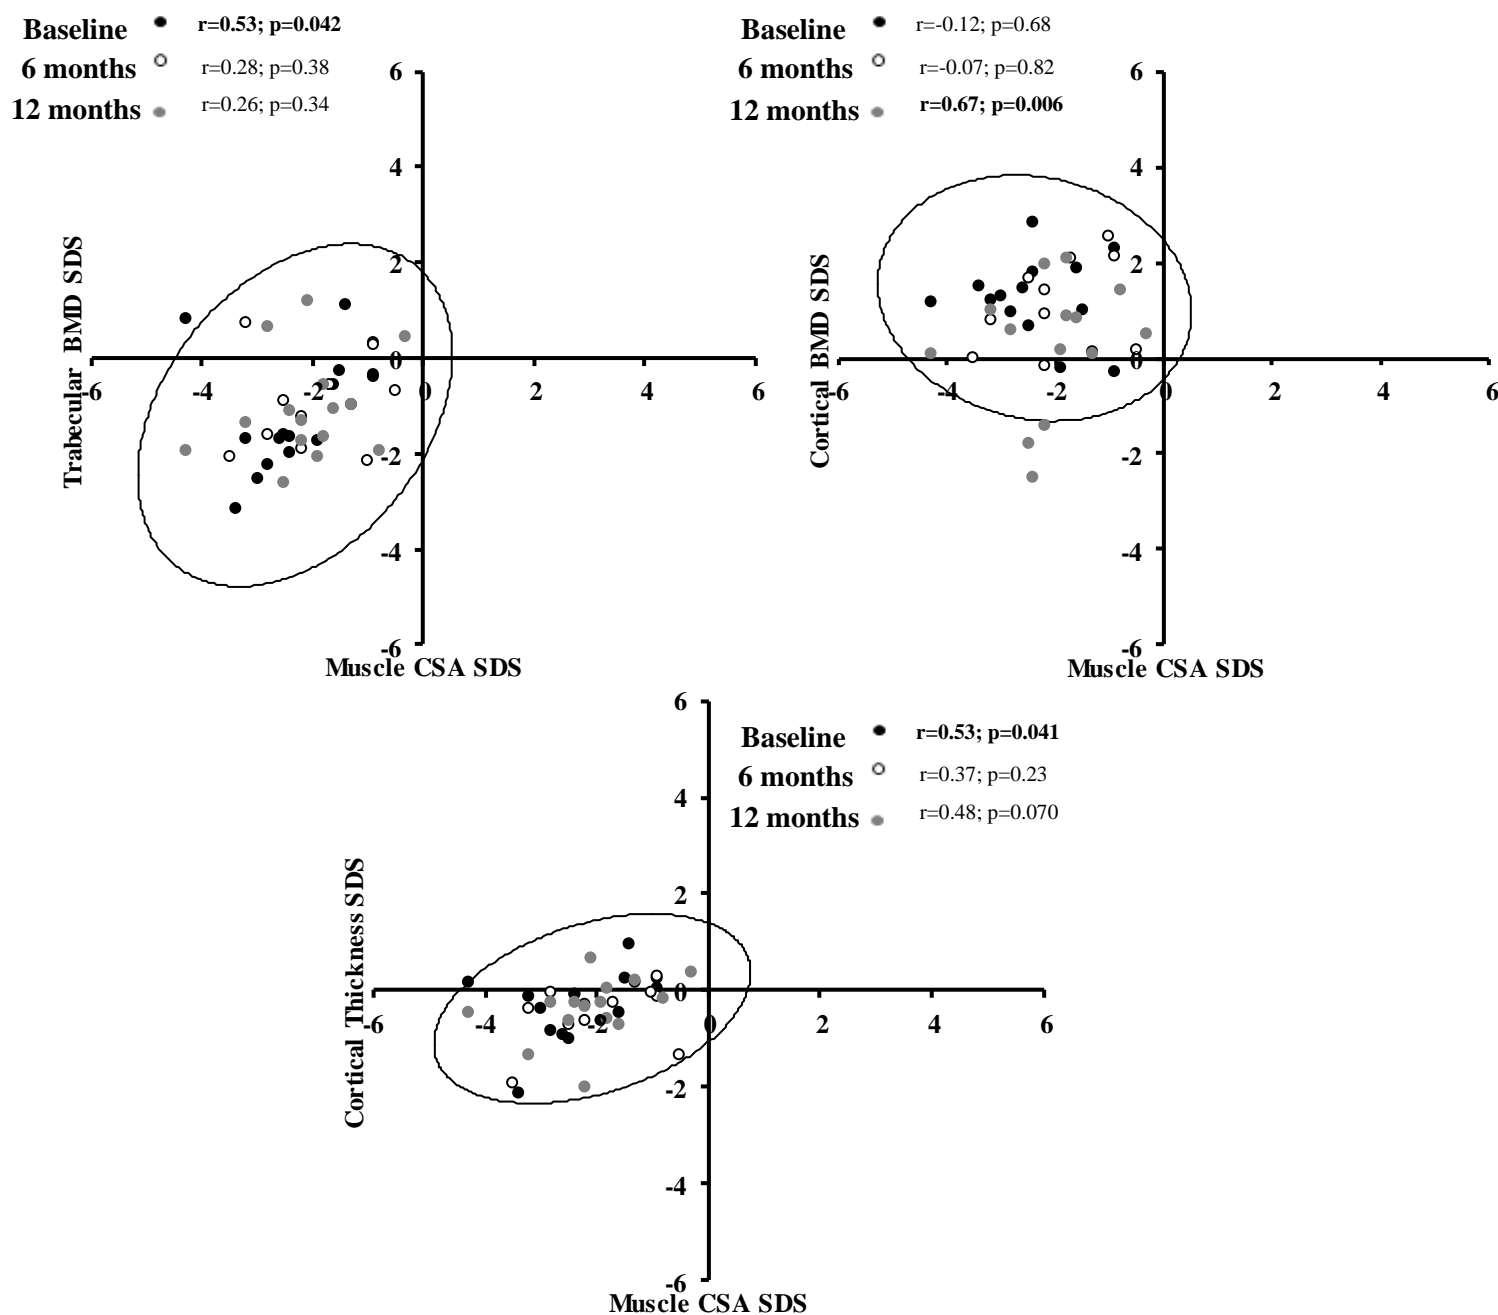 Baseline r=0.53; p=0.042
6 months r=0.28; p=0.38
12 months r=0.26; p=0.34
6
4
2
0
-2
-4
-6
-6 -4 -2 0 2 4 6
Trabecular BMD SDS
Muscle CSA SDS
Baseline r=-0.12; p=0.68
6 months r=-0.07; p=0.82
12 months r=0.67; p=0.006
6
4
2
0
-2
-4
-6
-6 -4 -2 0 2 4 6
Cortical BMD SDS
Muscle CSA SDS
Baseline r=0.53; p=0.041
6 months r=0.37; p=0.23
12 months r=0.48; p=0.070
6
4
2
0
-2
-4
-6
-6 -4 -2 0 2 4 6
Cortical Thickness SDS
Muscle CSA SDS